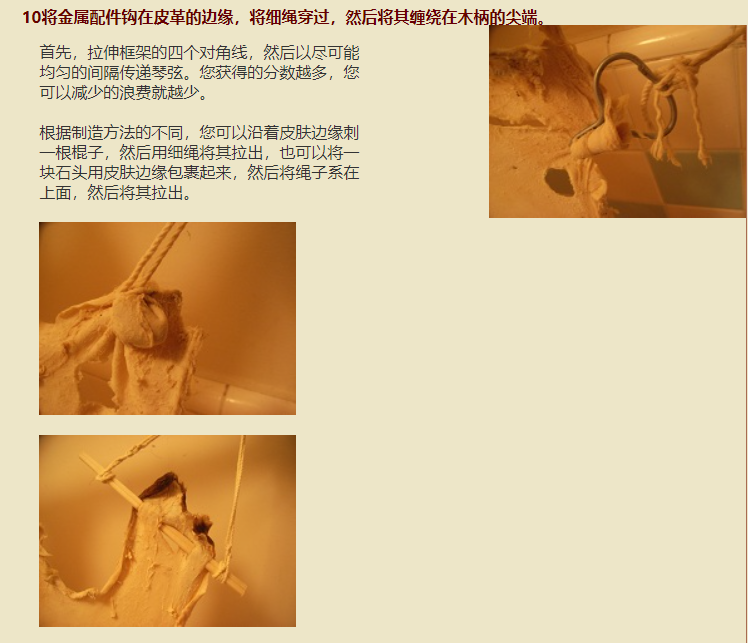 10将金属配件钩在皮革的边缘，将细绳穿过，然后将其缠绕在木柄的尖端。
首先，拉伸框架的四个对角线，然后以尽可能
均匀的间隔传递琴弦。您获得的分数越多，您
可以减少的浪费就越少。
根据制造方法的不同，您可以沿着皮肤边缘刺
一根棍子，然后用细绳将其拉出，也可以将一
块石头用皮肤边缘包裹起来，然后将绳子系在
上面，然后将其拉出。